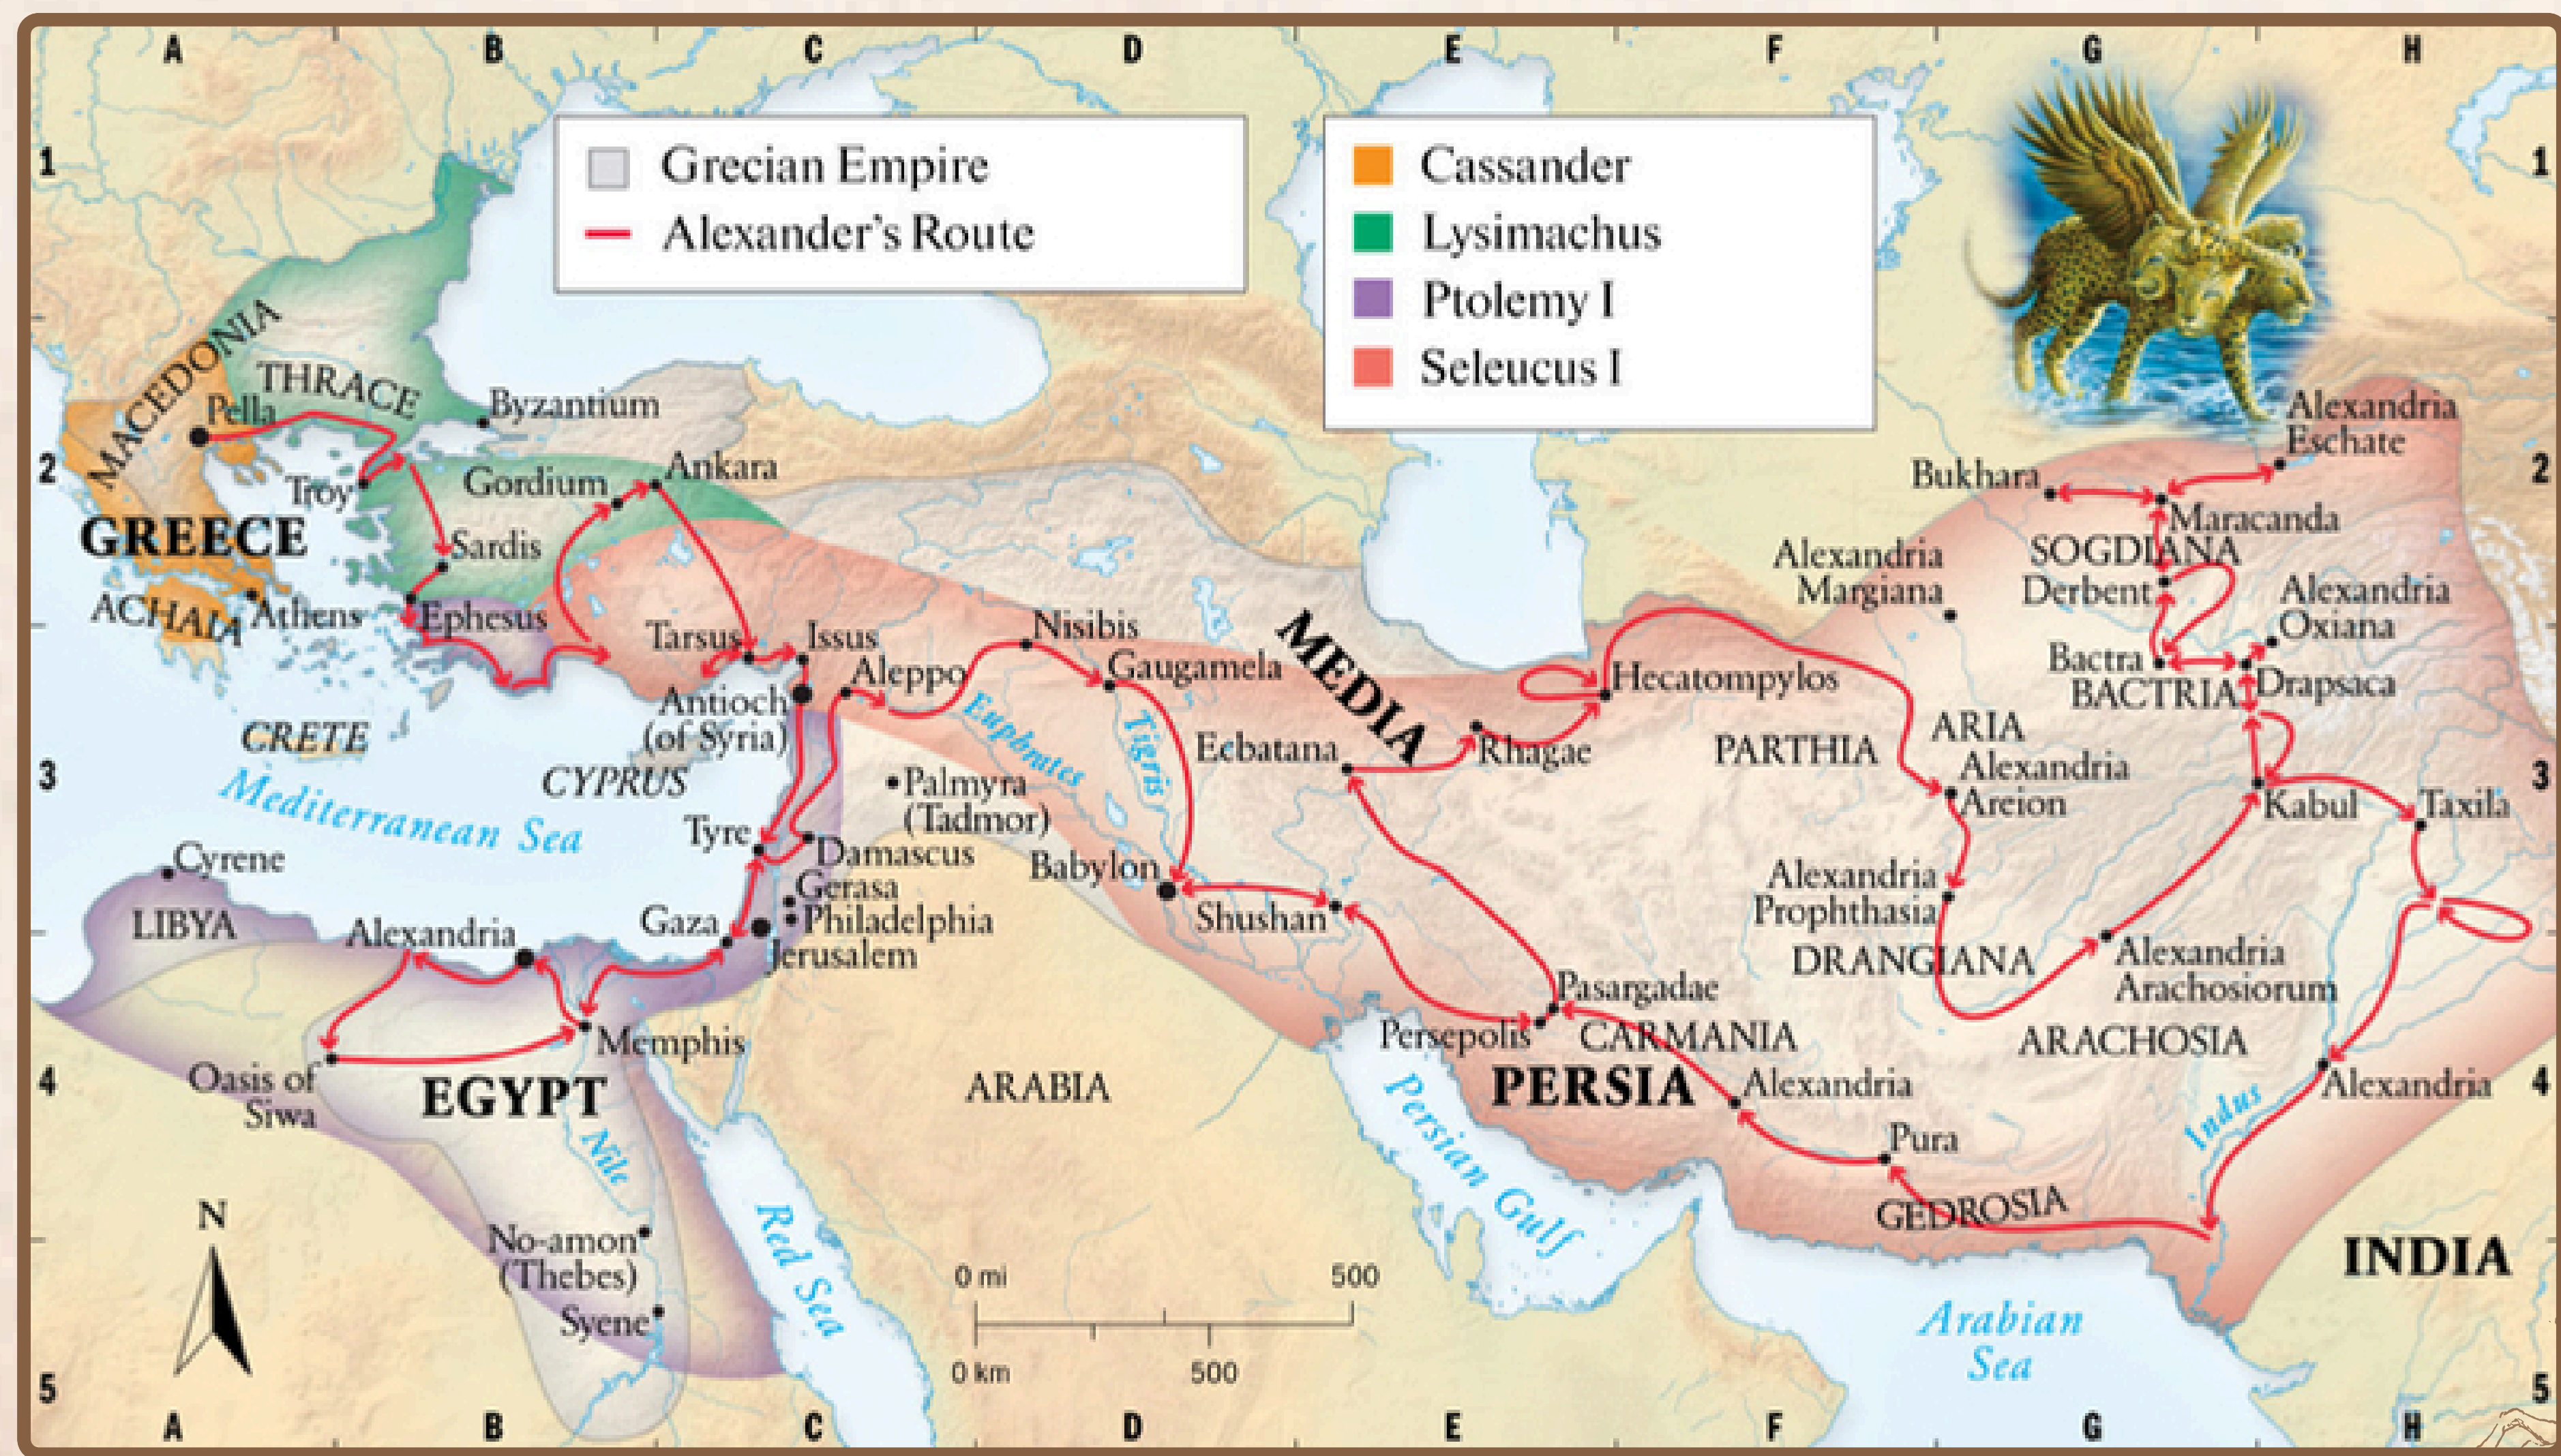 A B C D E F G H
1
1
Grecian Empire
Alexander's Route
Cassander
Lysimachus
Ptolemy I
Seleucus I
MACEDONIA
THRACE
Pella
Byzantium
Alexandria
Eschate
2
2
Troy
Gordium
Ankara
Bukhara
Maracanda
GREECE
Sardis
SOGDIANA
Alexandria
Margiana
Derbent
Alexandria
Oxiana
ACHAIA
Athens
Ephesus
Tarsus
Issus
Nisibis
MEDIA
Aleppo
Gaugamela
Hecatompylos
Bactra
BACTRIA
Drapsaca
Antioch
(of Syria)
CRETE
CYPRUS
Euphrates
Tigris
Ecbatana
Rhagae
PARTHIA
ARIA
Alexandria
Areion
3
3
Mediterranean Sea
Palmyra
(Tadmor)
Kabul
Taxila
Tyre
Damascus
Cyrene
Babylon
Gerasa
Philadelphia
Jerusalem
Gaza
Shushan
Alexandria
Prophthasia
LIBYA
Alexandria
DRANGIANA
Alexandria
Arachosiorum
Pasargadae
Persepolis
CARMANIA
ARACHOSIA
Memphis
4
4
Oasis of
Siwa
EGYPT
ARABIA
PERSIA
Alexandria
Alexandria
Indus
Nile
Persian Gulf
Pura
GEDROSIA
N
No-amon
(Thebes)
Red Sea
INDIA
0 mi 500
Syene
Arabian
Sea
0 km 500
5
5
A B C D E F G H